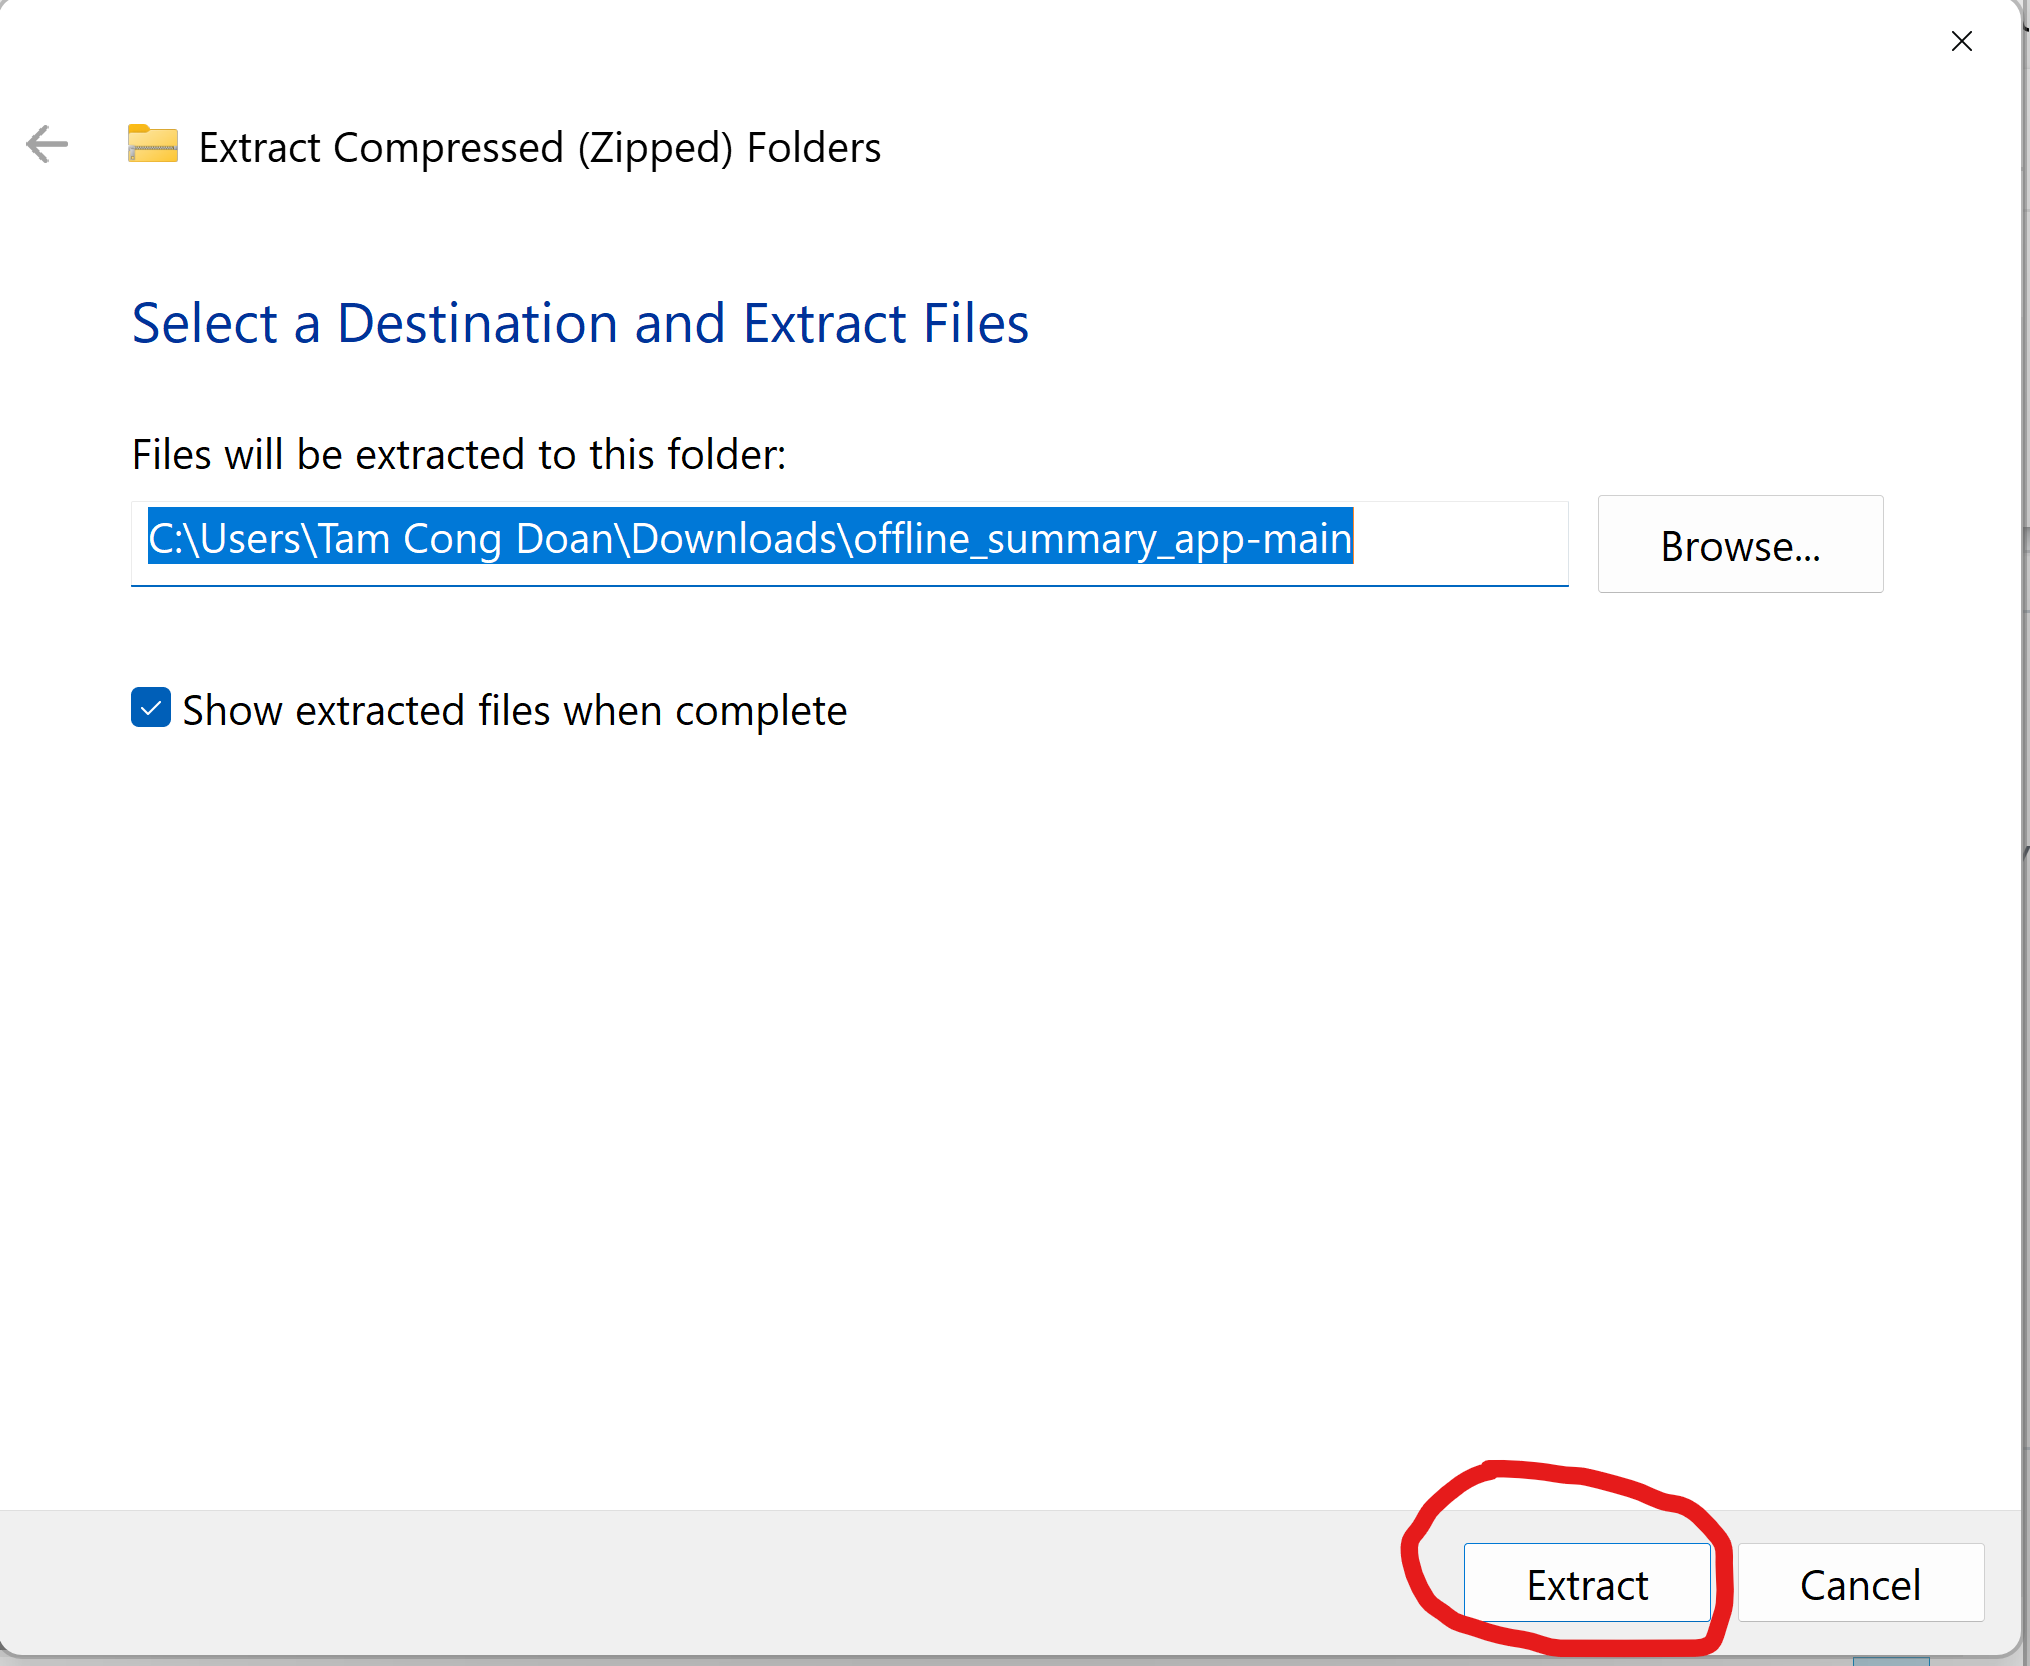 Extract Compressed (Zipped) Folders
Select a Destination and Extract Files
Files will be extracted to this folder:
C:\Users\Tam Cong Doan\Downloads\offline_summary_app-main
Browse...
Show extracted files when complete
Extract
Cancel